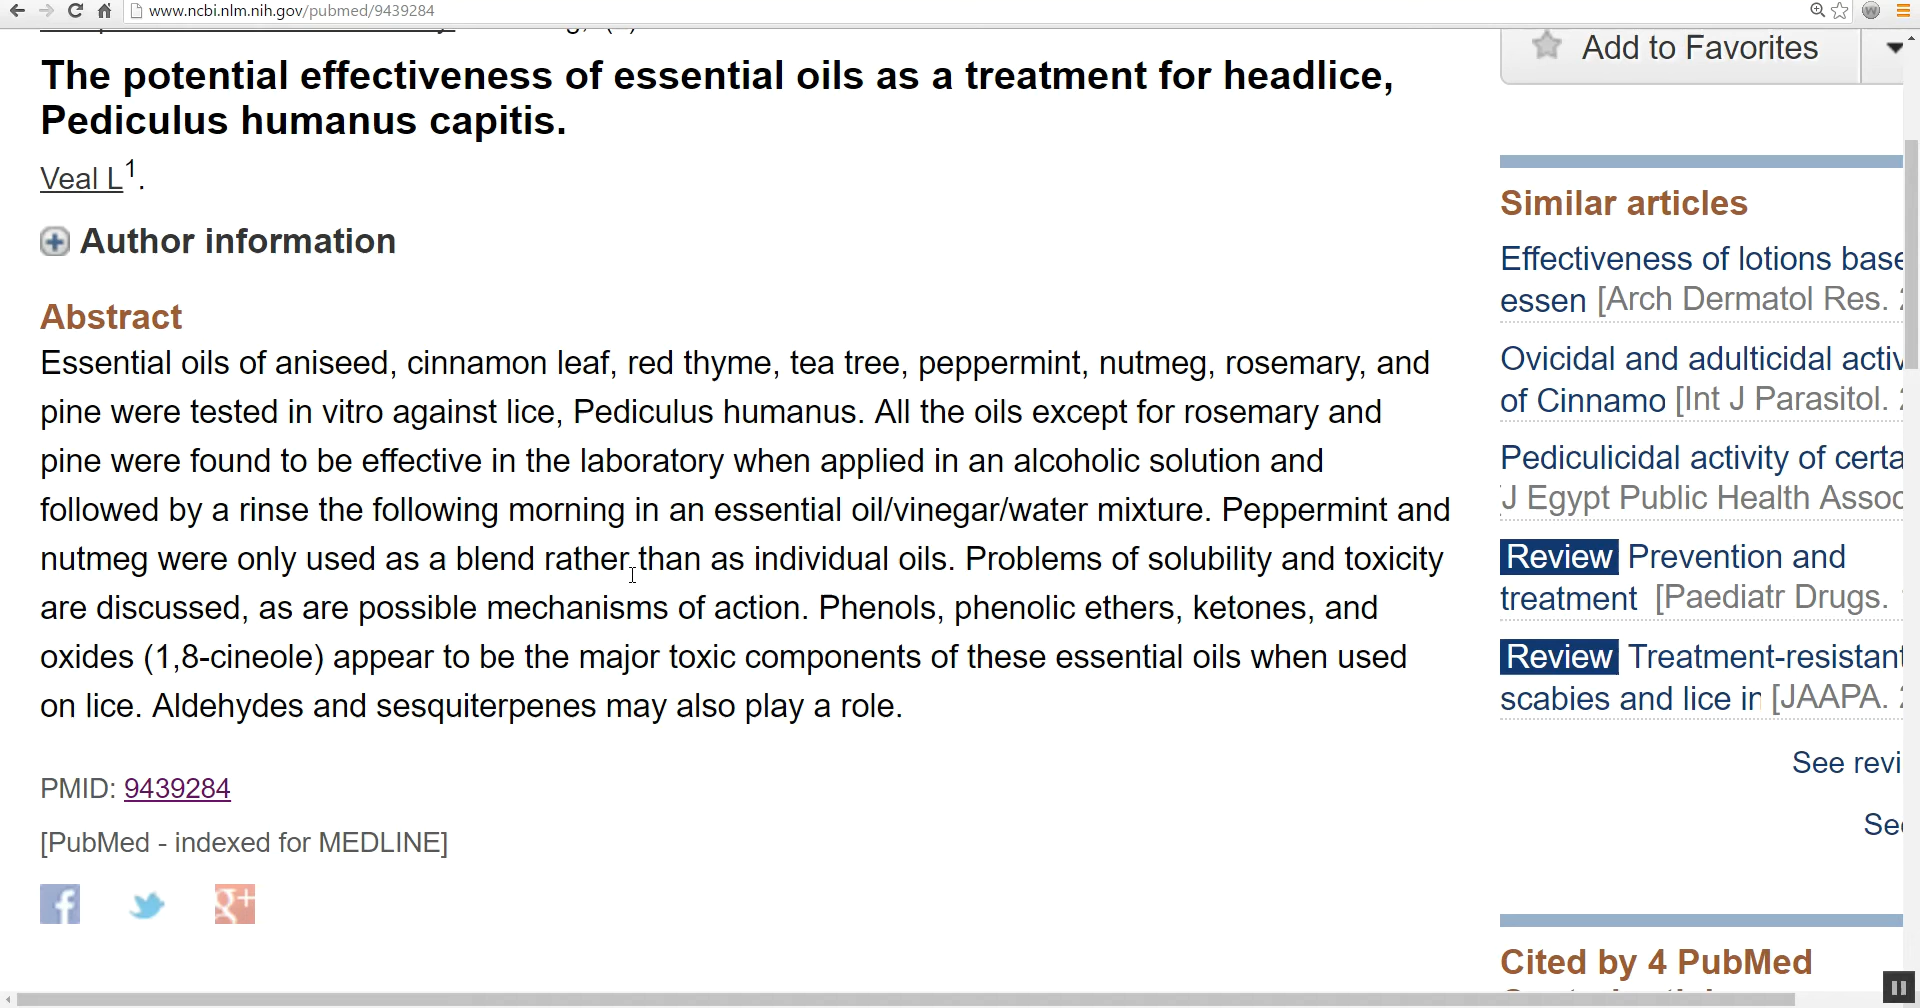 www.ncbi.nlm.nih.gov/pubmed/9439284
The potential effectiveness of essential oils as a treatment for headlice,
Pediculus humanus capitis.
Veal L1.
Author information
Abstract
Essential oils of aniseed, cinnamon leaf, red thyme, tea tree, peppermint, nutmeg, rosemary, and
pine were tested in vitro against lice, Pediculus humanus. All the oils except for rosemary and
pine were found to be effective in the laboratory when applied in an alcoholic solution and
followed by a rinse the following morning in an essential oil/vinegar/water mixture. Peppermint and
nutmeg were only used as a blend rather than as individual oils. Problems of solubility and toxicity
are discussed, as are possible mechanisms of action. Phenols, phenolic ethers, ketones, and
oxides (1,8-cineole) appear to be the major toxic components of these essential oils when used
on lice. Aldehydes and sesquiterpenes may also play a role.
PMID: 9439284
[PubMed - indexed for MEDLINE]
f
g+
Add to Favorites
Similar articles
Effectiveness of lotions base
essen [Arch Dermatol Res.
Ovicidal and adulticidal activ
of Cinnamo [Int J Parasitol.
Pediculicidal activity of certa
J Egypt Public Health Assoc
Review Prevention and
treatment [Paediatr Drugs.
Review Treatment-resistant
scabies and lice in [JAAPA.
See revi
See
Cited by 4 PubMed